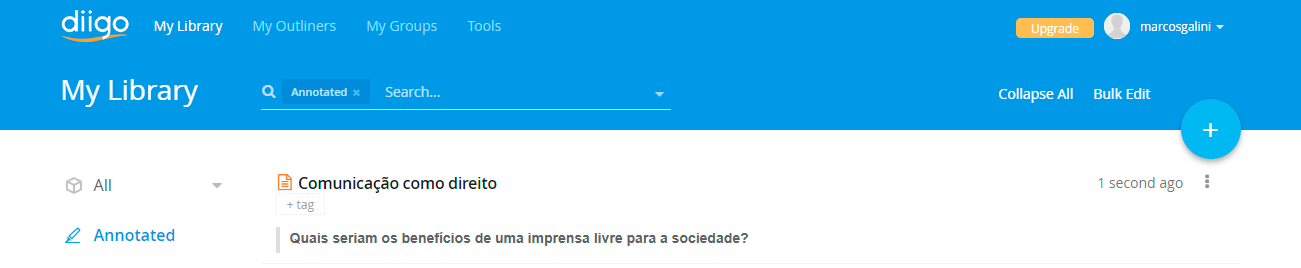 diigo My Library My Outliners My Groups Tools Upgrade marcosgalini
My Library Annotated × Search... Collapse All Bulk Edit
+
All
Comunicação como direito 1 second ago
+ tag
Annotated
Quais seriam os benefícios de uma imprensa livre para a sociedade?